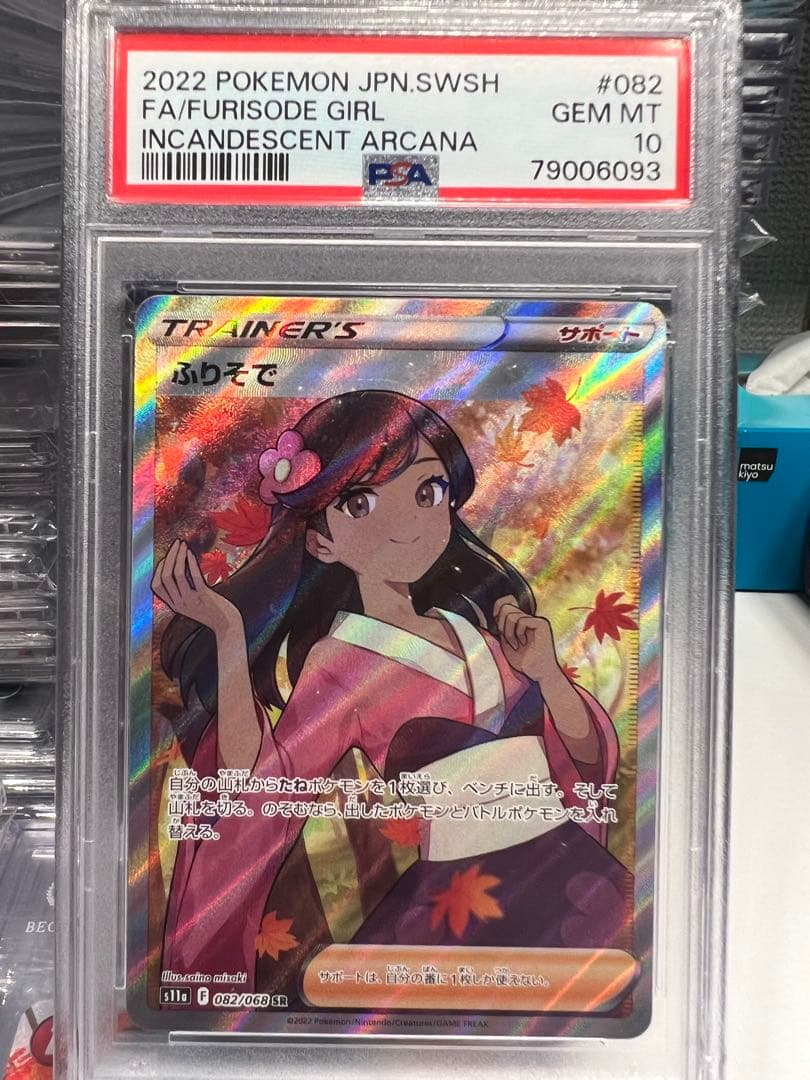 2022 POKEMON JPN.SWSH #082
FA/FURISODE GIRL GEM MT
INCANDESCENT ARCANA 10
PSA 79006093
TRAINER'S サポート
ふりそで
matsu
kiyo
自分の山札からたねポケモンを1枚選び、ベンチに出す。そして
山札を切る。のぞむなら、出したポケモンとバトルポケモンを入れ
替える。
BEC
Illus.saino misaki
サポートは、自分の番に1枚しか使えない。
s11a F 082/068 SR
©2022 Pokémon/Nintendo/Creatures/GAME FREAK